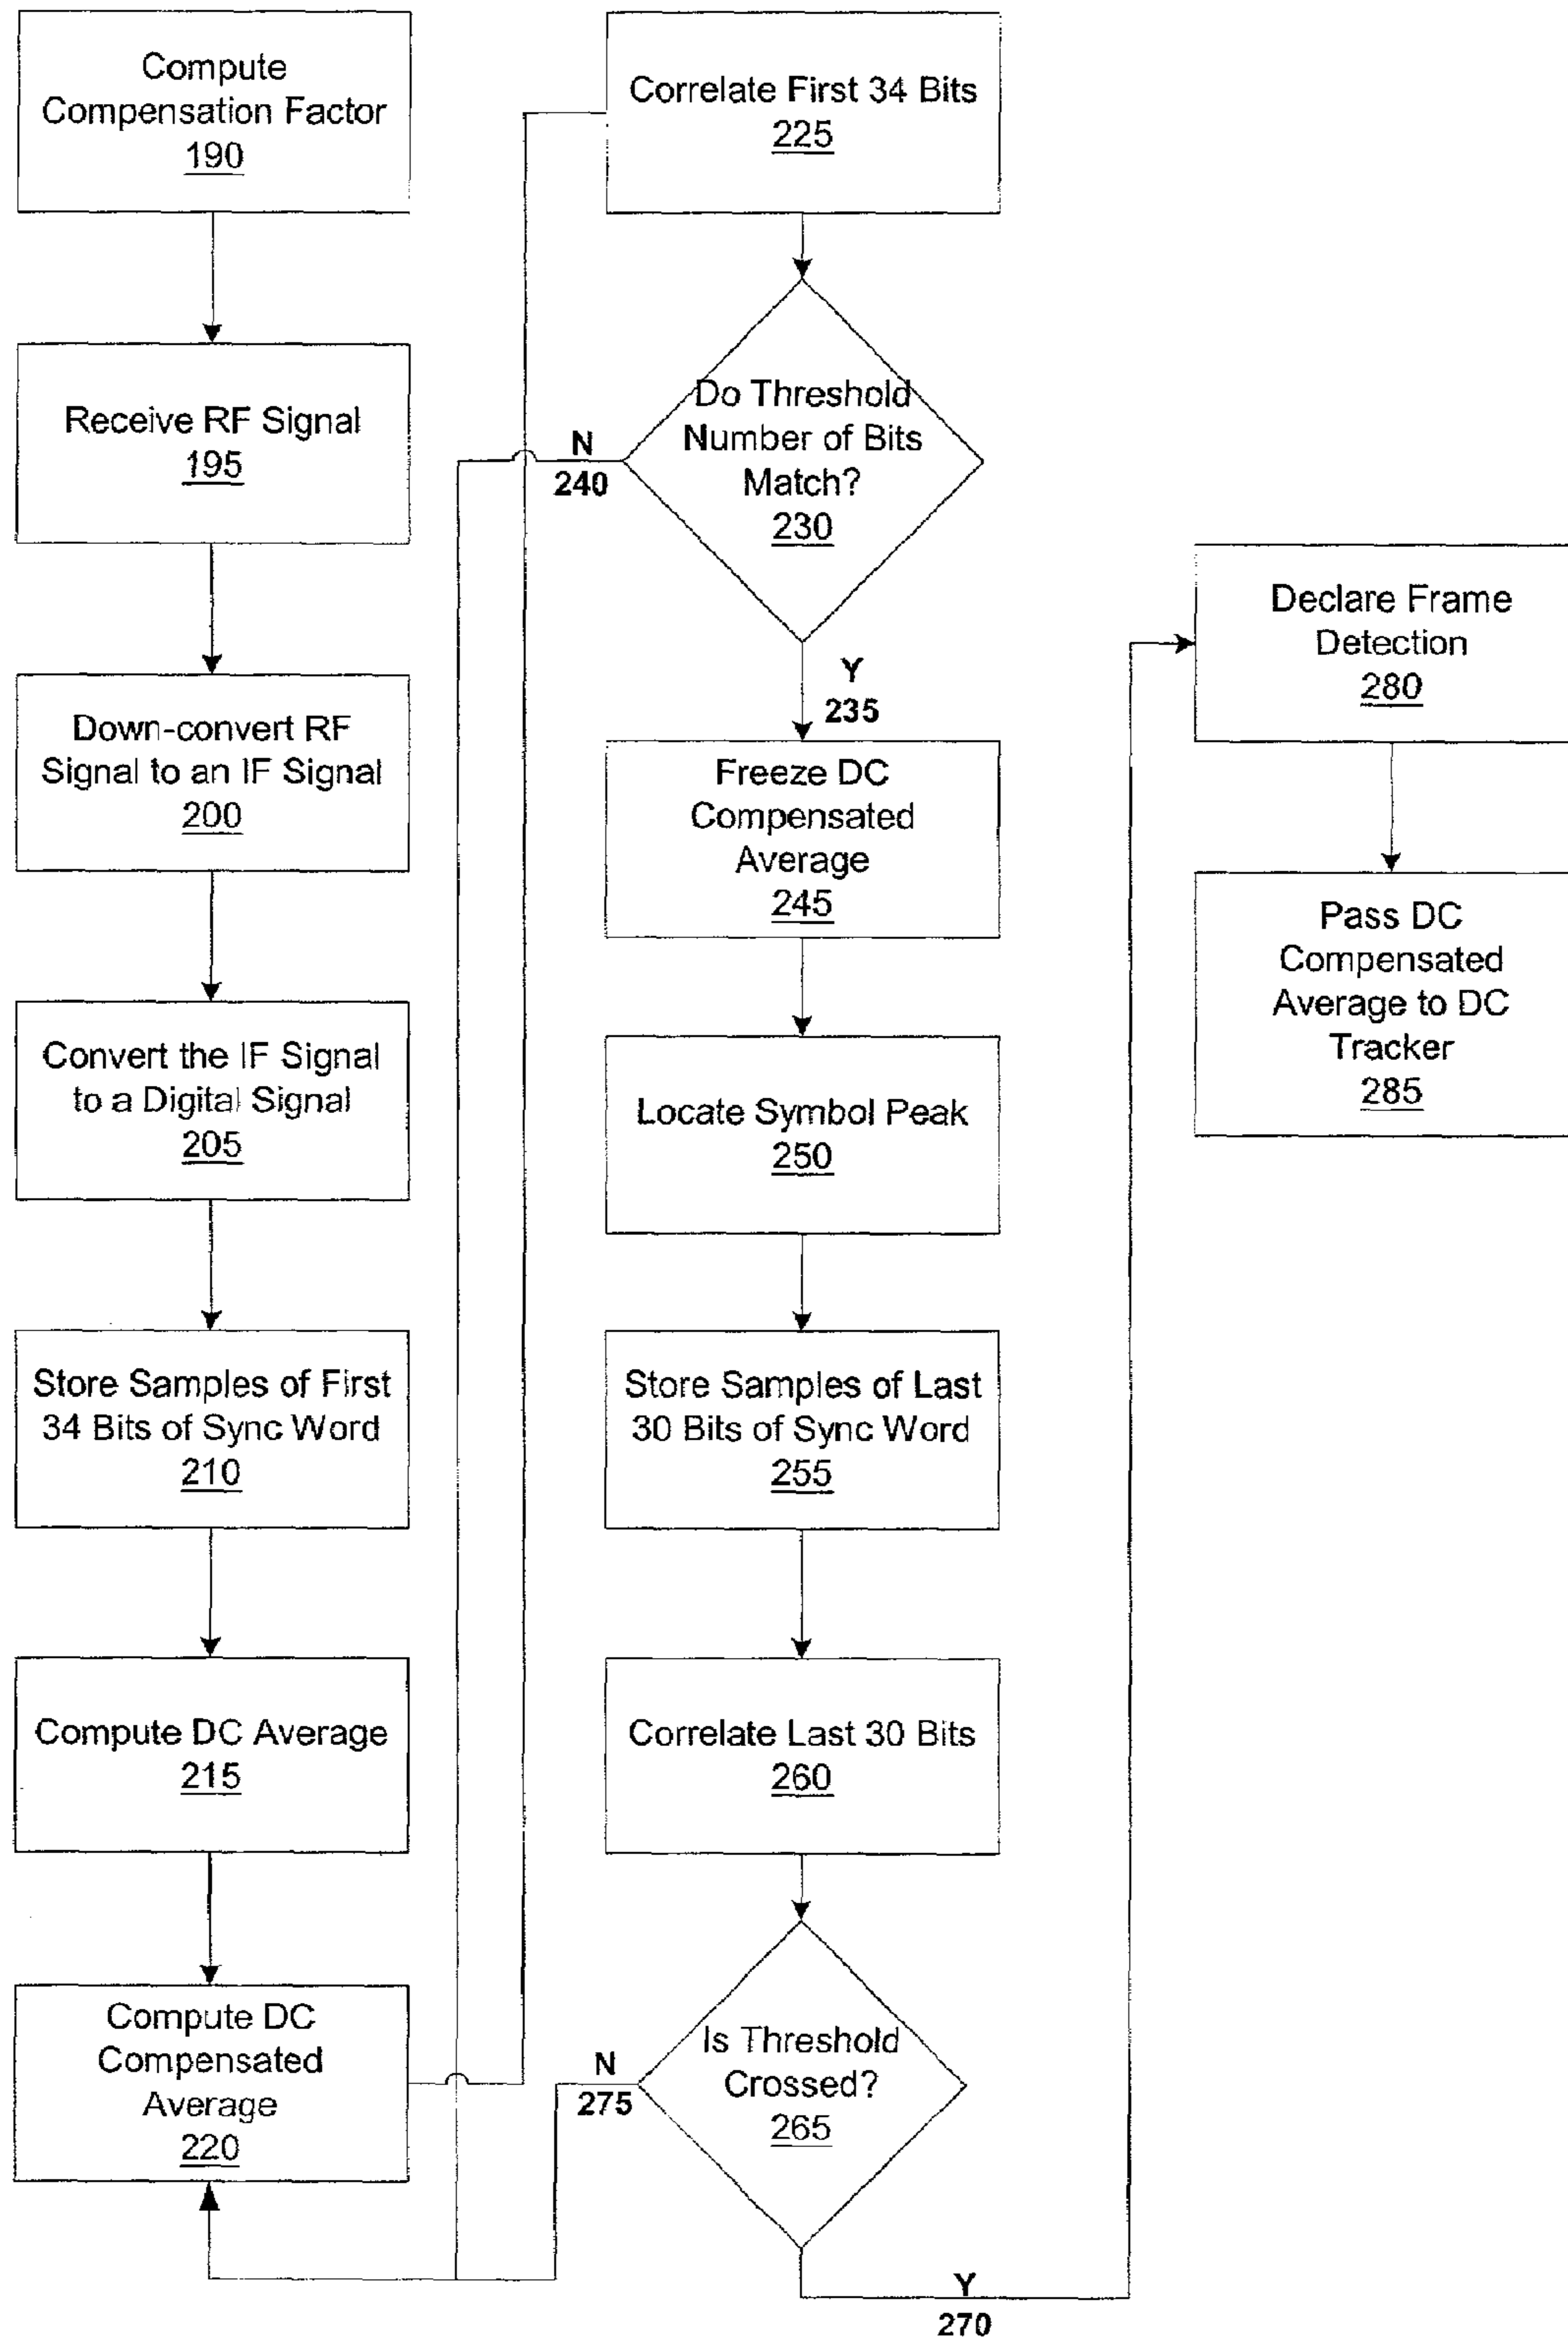 Compute
Compensation Factor
190
Receive RF Signal
195
Down-convert RF
Signal to an IF Signal
200
Convert the IF Signal
to a Digital Signal
205
Store Samples of First
34 Bits of Sync Word
210
Compute DC Average
215
Compute DC
Compensated
Average
220
Correlate First 34 Bits
225
Do Threshold
Number of Bits
Match?
230
N
240
Y
235
Freeze DC
Compensated
Average
245
Locate Symbol Peak
250
Store Samples of Last
30 Bits of Sync Word
255
Correlate Last 30 Bits
260
Is Threshold
Crossed?
265
N
275
Y
270
Declare Frame
Detection
280
Pass DC
Compensated
Average to DC
Tracker
285